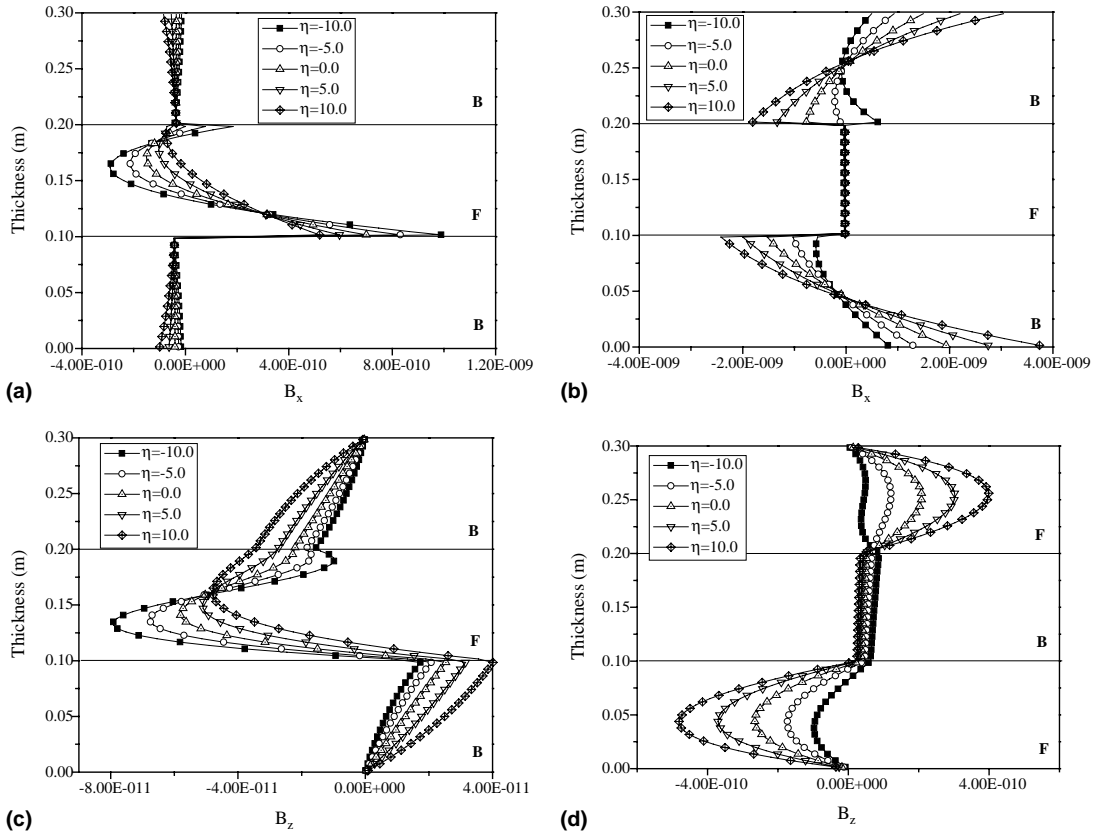 0.30
0.25
0.20
0.15
0.10
0.05
0.00
Thickness (m)
η=-10.0
η=-5.0
η=0.0
η=5.0
η=10.0
B
F
B
-4.00E-010
0.00E+000
4.00E-010
8.00E-010
1.20E-009
B_x
(a)
0.30
0.25
0.20
0.15
0.10
0.05
0.00
Thickness (m)
η=-10.0
η=-5.0
η=0.0
η=5.0
η=10.0
B
F
B
-4.00E-009
-2.00E-009
0.00E+000
2.00E-009
4.00E-009
B_x
(b)
0.30
0.25
0.20
0.15
0.10
0.05
0.00
Thickness (m)
η=-10.0
η=-5.0
η=0.0
η=5.0
η=10.0
B
F
B
-8.00E-011
-4.00E-011
0.00E+000
4.00E-011
B_z
(c)
0.30
0.25
0.20
0.15
0.10
0.05
0.00
Thickness (m)
η=-10.0
η=-5.0
η=0.0
η=5.0
η=10.0
F
B
F
-4.00E-010
0.00E+000
4.00E-010
B_z
(d)